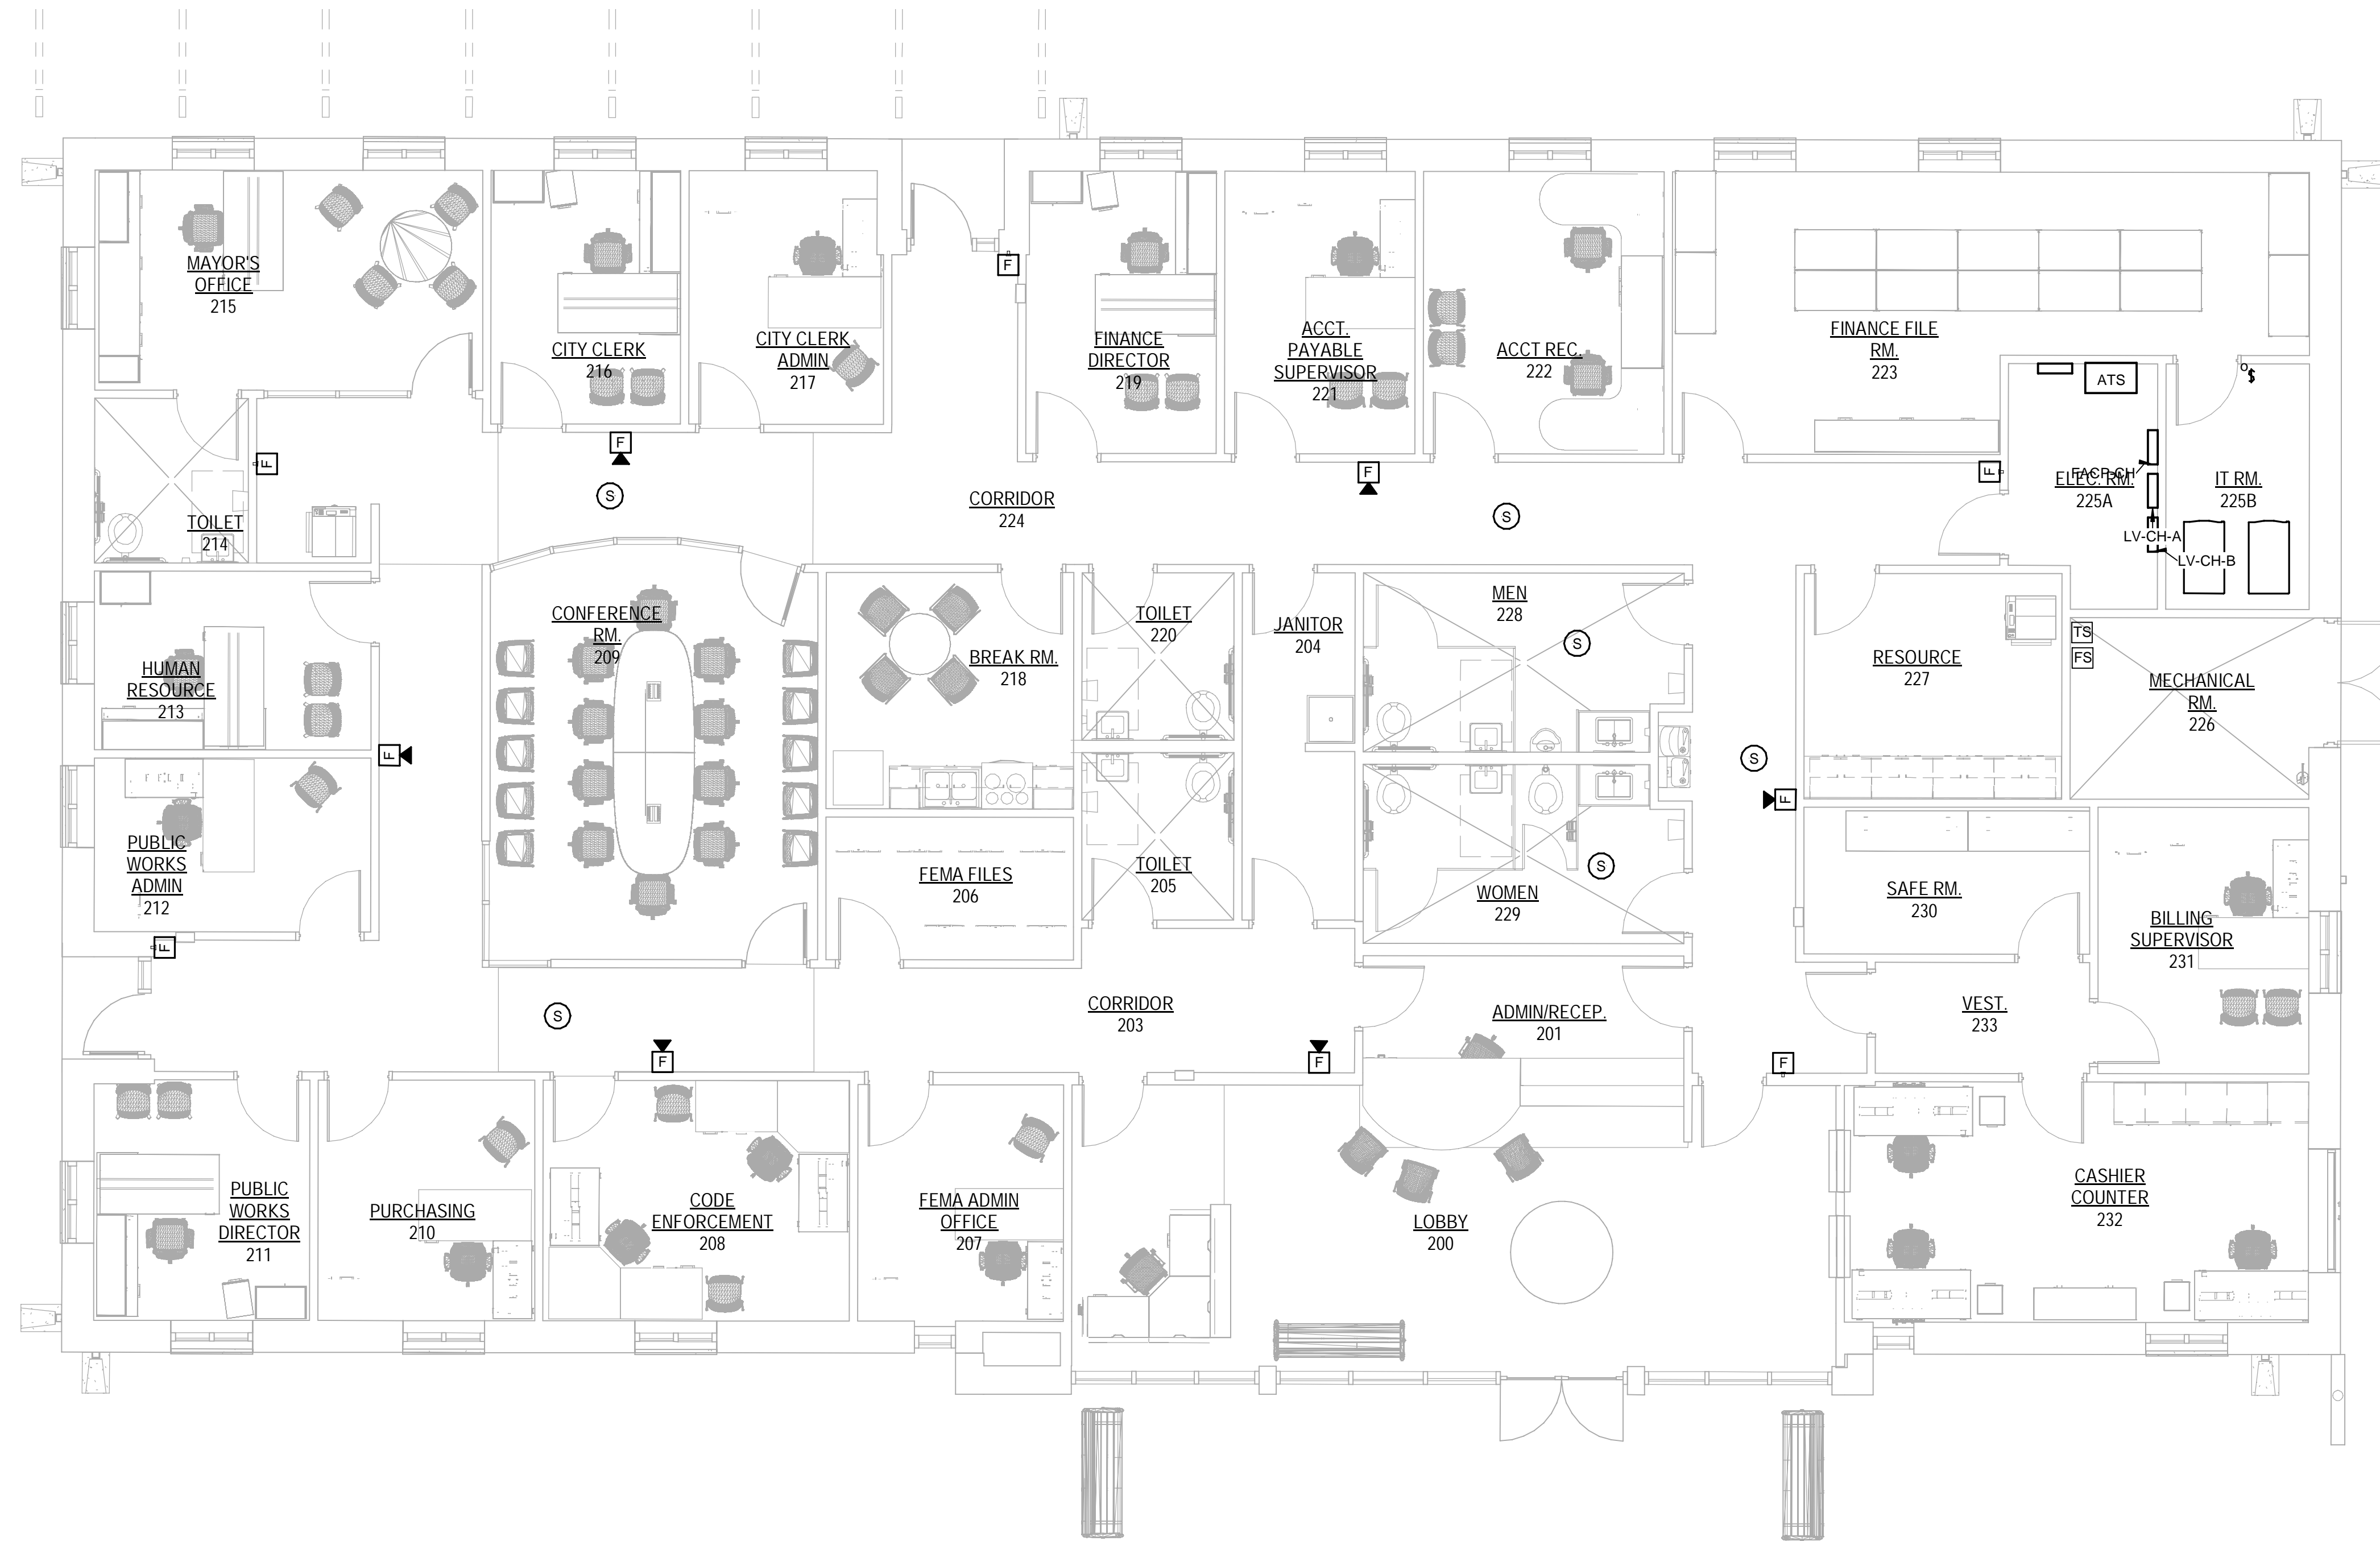 MAYOR'S
OFFICE
215
CITY CLERK
216
CITY CLERK
ADMIN
217
F
FINANCE
DIRECTOR
219
ACCT.
PAYABLE
SUPERVISOR
221
ACCT REC.
222
FINANCE FILE
RM.
223
ATS
$
F
F
F
F
S
S
TOILET
214
CORRIDOR
224
FACP-CH
ELEC. RM.
225A
IT RM.
225B
LV-CH-A
LV-CH-B
CONFERENCE
RM.
209
BREAK RM.
218
TOILET
220
JANITOR
204
MEN
228
S
RESOURCE
227
TS
FS
MECHANICAL
RM.
226
HUMAN
RESOURCE
213
F
S
F
PUBLIC
WORKS
ADMIN
212
FEMA FILES
206
TOILET
205
S
WOMEN
229
SAFE RM.
230
BILLING
SUPERVISOR
231
F
S
CORRIDOR
203
ADMIN/RECEP.
201
VEST.
233
F
F
F
PUBLIC
WORKS
DIRECTOR
211
PURCHASING
210
CODE
ENFORCEMENT
208
FEMA ADMIN
OFFICE
207
LOBBY
200
CASHIER
COUNTER
232